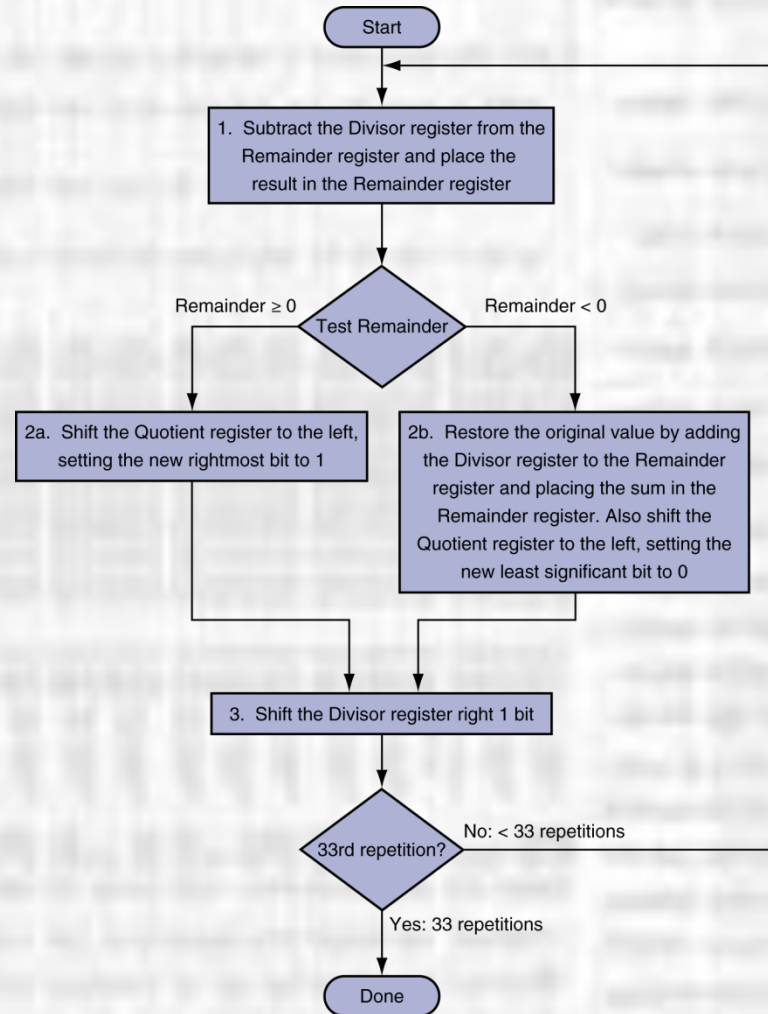 Start
1. Subtract the Divisor register from the
Remainder register and place the
result in the Remainder register
Remainder ≥ 0
Test Remainder
Remainder < 0
2a. Shift the Quotient register to the left,
setting the new rightmost bit to 1
2b. Restore the original value by adding
the Divisor register to the Remainder
register and placing the sum in the
Remainder register. Also shift the
Quotient register to the left, setting the
new least significant bit to 0
3. Shift the Divisor register right 1 bit
33rd repetition?
No: < 33 repetitions
Yes: 33 repetitions
Done